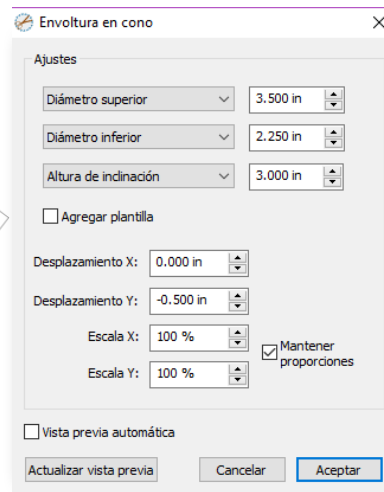 Envoltura en cono
Ajustes
Diámetro superior 3.500 in
Diámetro inferior 2.250 in
Altura de inclinación 3.000 in
Agregar plantilla
Desplazamiento X: 0.000 in
Desplazamiento Y: -0.500 in
Escala X: 100 %
Mantener
proporciones
Escala Y: 100 %
Vista previa automática
Actualizar vista previa Cancelar Aceptar